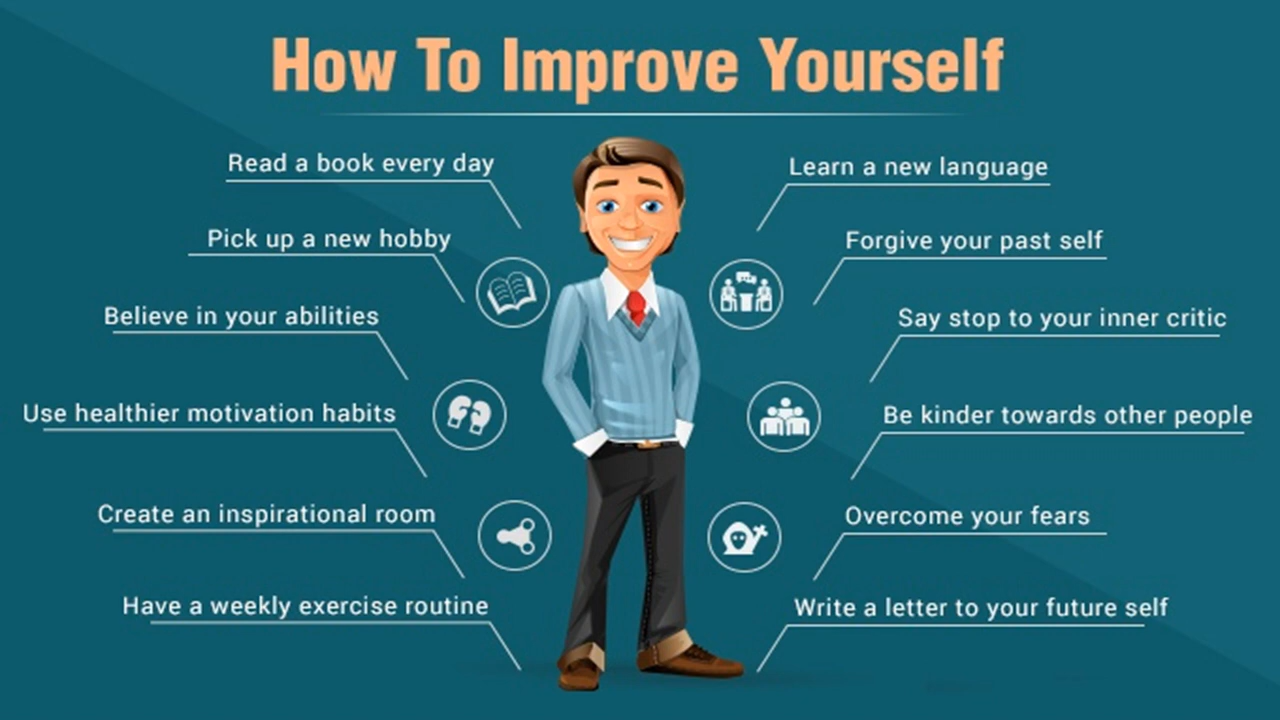 How To Improve Yourself
Read a book every day
Pick up a new hobby
Believe in your abilities
Use healthier motivation habits
Create an inspirational room
Have a weekly exercise routine
Learn a new language
Forgive your past self
Say stop to your inner critic
Be kinder towards other people
Overcome your fears
Write a letter to your future self